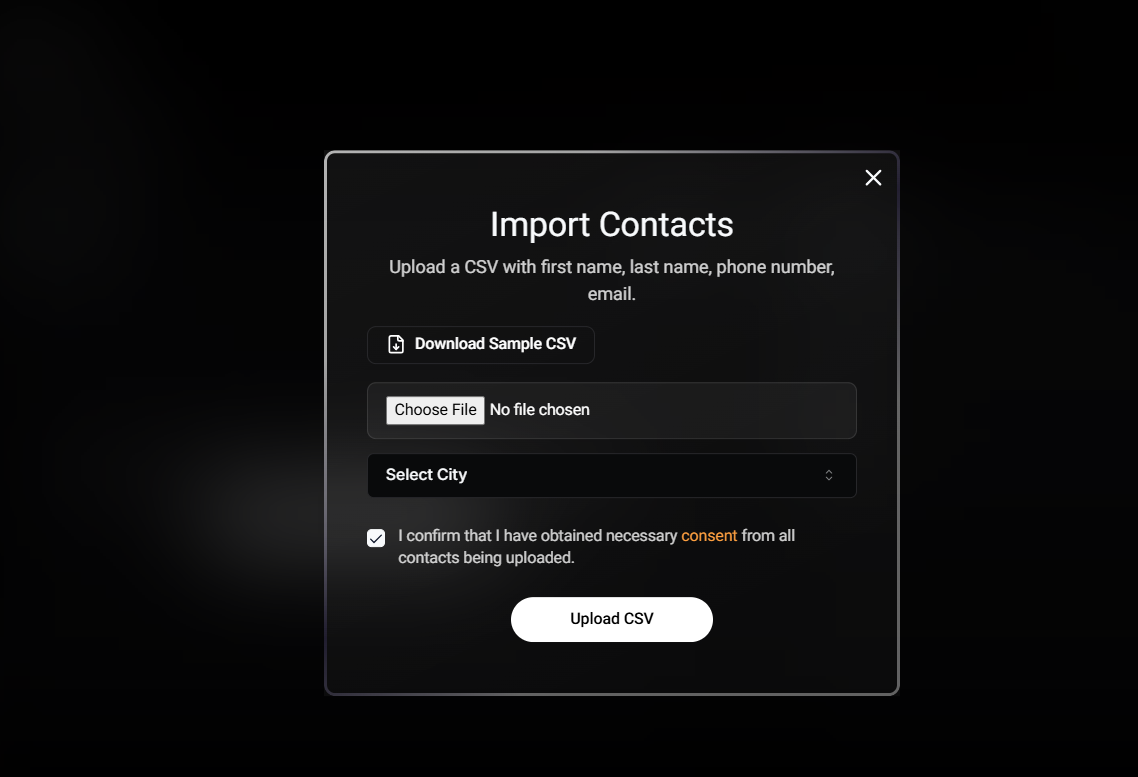 Import Contacts
Upload a CSV with first name, last name, phone number,
email.
Download Sample CSV
Choose File No file chosen
Select City
I confirm that I have obtained necessary consent from all
contacts being uploaded.
Upload CSV